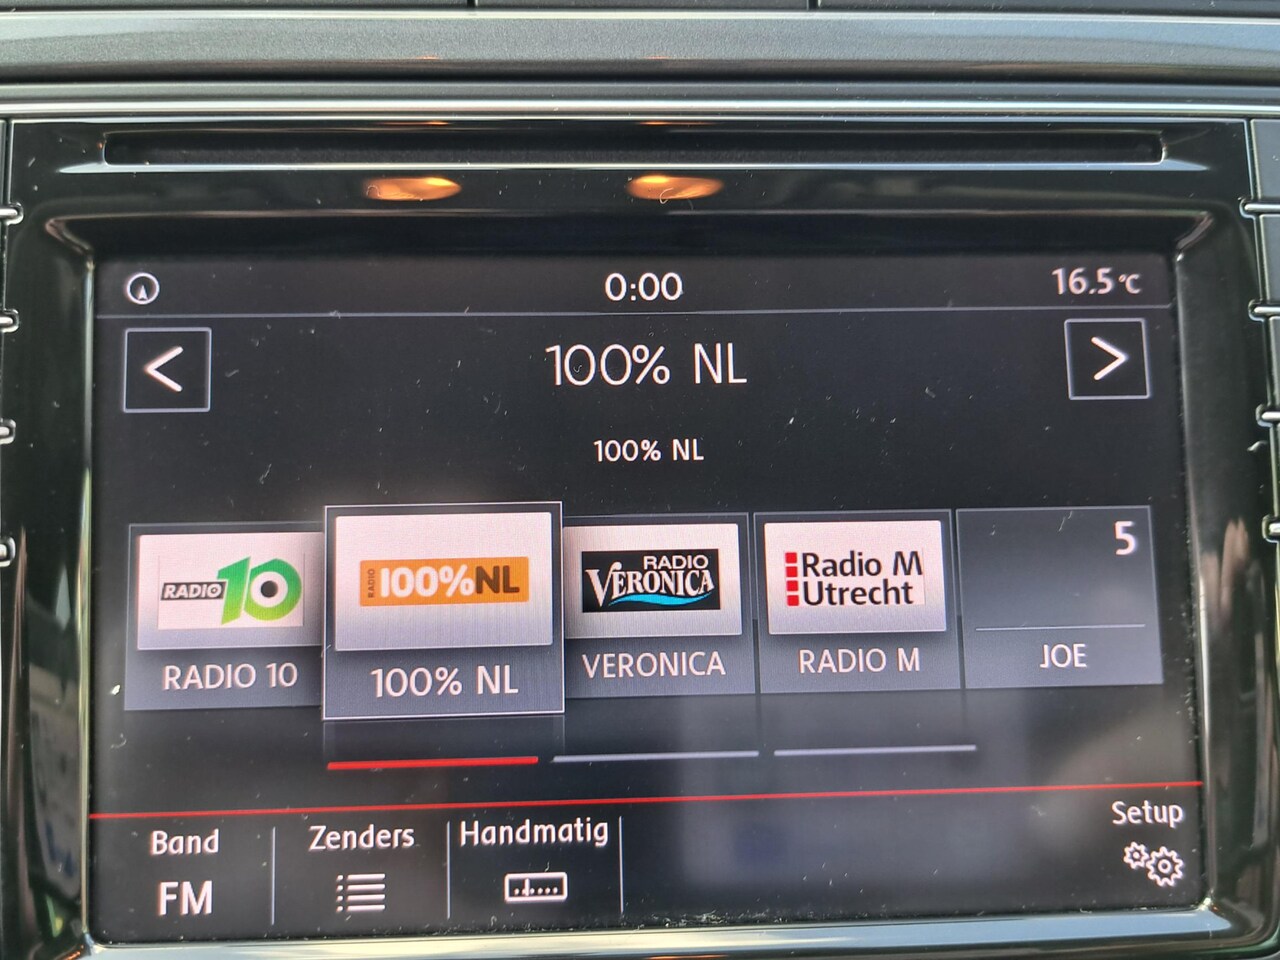 0:00
16.5°C
<
100% NL
>
100% NL
RADIO 10
RADIO 100%NL
RADIO VERONICA
Radio M
Utrecht
5
RADIO 10
100% NL
VERONICA
RADIO M
JOE
Band
Zenders
Handmatig
Setup
FM